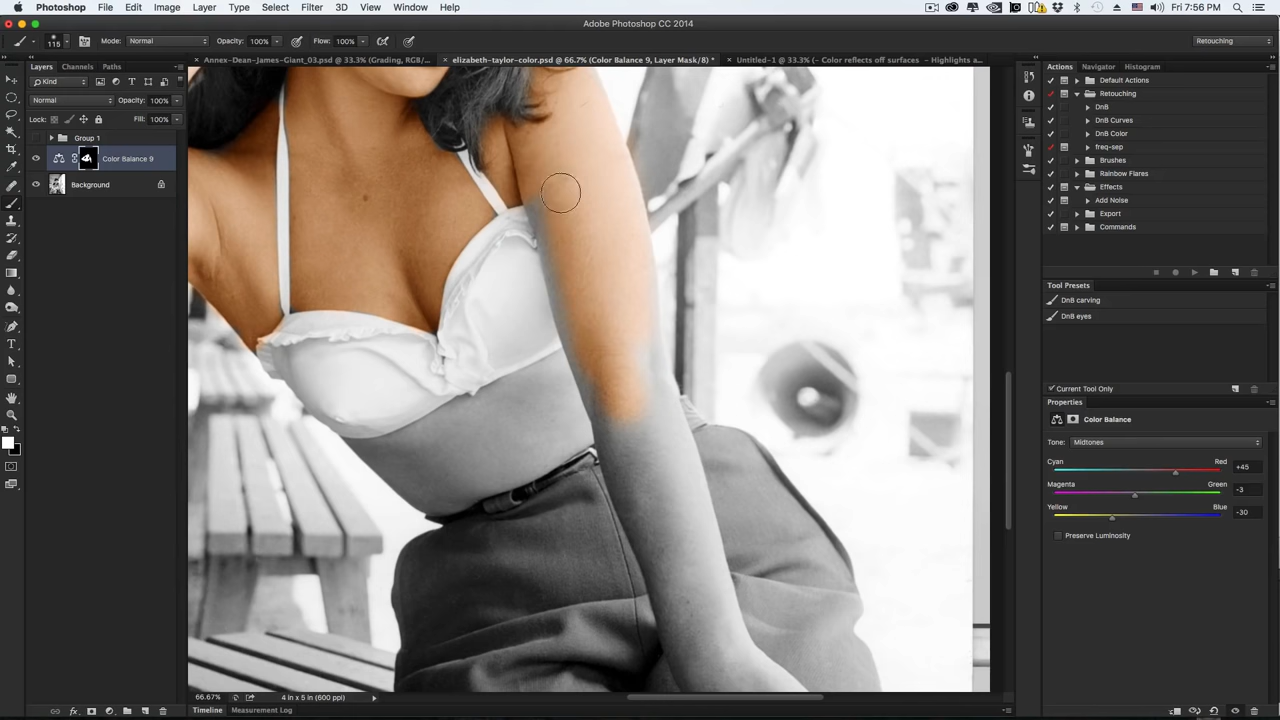 Photoshop File Edit Image Layer Type Select Filter 3D View Window Help Fri 7:56 PM
Adobe Photoshop CC 2014
115 Mode: Normal Opacity: 100% Flow: 100% Retouching
Layers Channels Paths
× Annex-Dean-James-Giant_03.psd @ 33.3% (Grading, RGB/... × elizabeth-taylor-color.psd @ 66.7% (Color Balance 9, Layer Mask/8) * × Untitled-1 @ 33.3% (- Color reflects off surfaces - Highlights a...
Actions Navigator Histogram
Kind
Normal Opacity: 100%
Lock: Fill: 100%
Group 1
Color Balance 9
Background
Default Actions
Retouching
DnB
DnB Curves
DnB Color
freq-sep
Brushes
Rainbow Flares
Effects
Add Noise
Export
Commands
Tool Presets
DnB carving
DnB eyes
Current Tool Only
Properties
Color Balance
Tone: Midtones
Cyan Red +45
Magenta Green -3
Yellow Blue -30
Preserve Luminosity
66.67% 4 in x 5 in (600 ppi)
Timeline Measurement Log